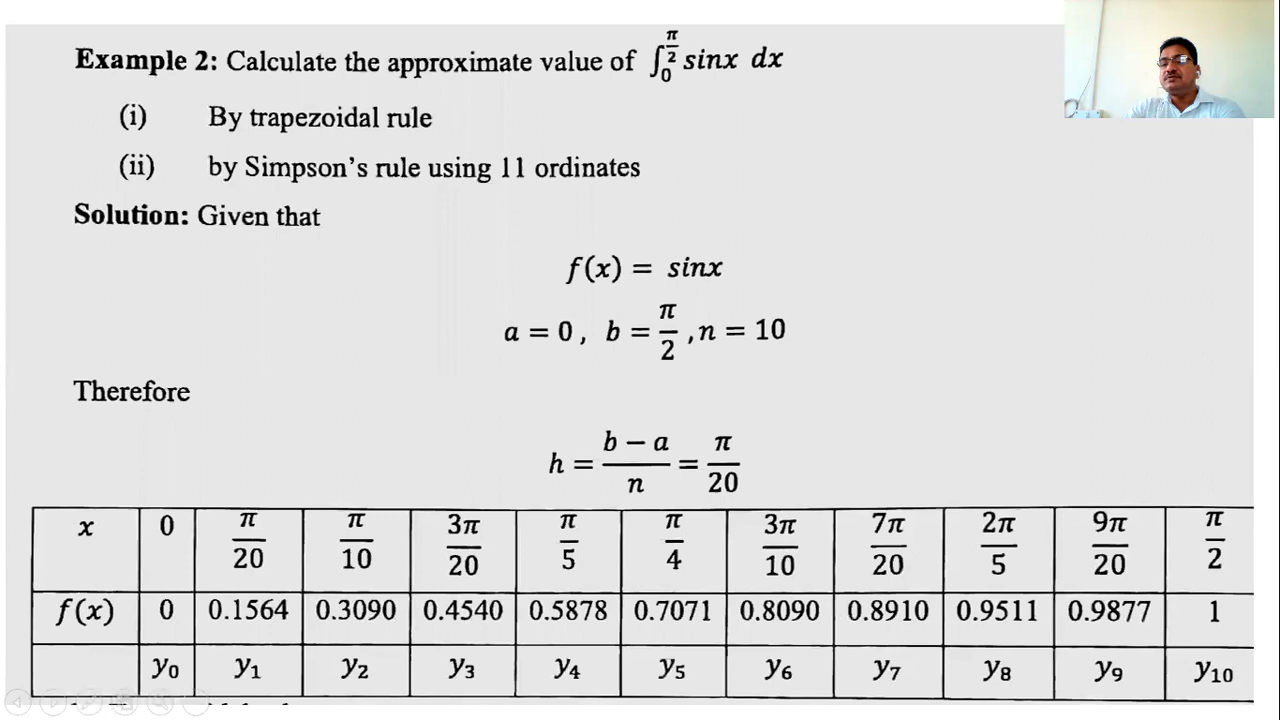 Example 2: Calculate the approximate value of ∫₀^(π/2) sinx dx
(i) By trapezoidal rule
(ii) by Simpson's rule using 11 ordinates
Solution: Given that
f(x) = sinx
a = 0 , b = π/2 , n = 10
Therefore
h = (b − a)/n = π/20
x 0 π/20 π/10 3π/20 π/5 π/4 3π/10 7π/20 2π/5 9π/20 π/2
f(x) 0 0.1564 0.3090 0.4540 0.5878 0.7071 0.8090 0.8910 0.9511 0.9877 1
y₀ y₁ y₂ y₃ y₄ y₅ y₆ y₇ y₈ y₉ y₁₀